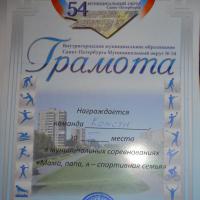 54 МУНИЦИПАЛЬНЫЙ ОКРУГ
Санкт-Петербурга
Внутригородское муниципальное образование
Санкт-Петербурга Муниципальный округ № 54
Грамота
Награждается
команда
место
в муниципальных соревнованиях
«Мама, папа, я – спортивная семья»